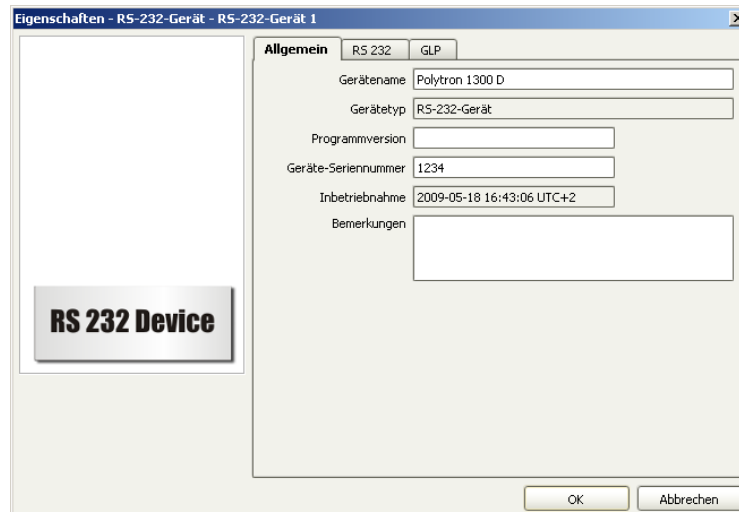 Eigenschaften - RS-232-Gerät - RS-232-Gerät 1
Allgemein RS 232 GLP
Gerätename Polytron 1300 D
Gerätetyp RS-232-Gerät
Programmversion
Geräte-Seriennummer 1234
Inbetriebnahme 2009-05-18 16:43:06 UTC+2
Bemerkungen
RS 232 Device
OK Abbrechen